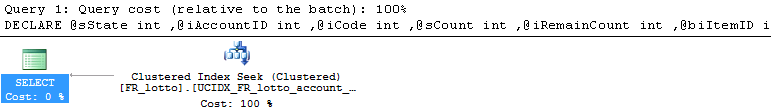 Query 1: Query cost (relative to the batch): 100%
DECLARE @sState int ,@iAccountID int ,@iCode int ,@sCount int ,@iRemainCount int ,@biItemID i
SELECT
Cost: 0 %
Clustered Index Seek (Clustered)
[FR_lotto].[UCIDX_FR_lotto_account_…
Cost: 100 %